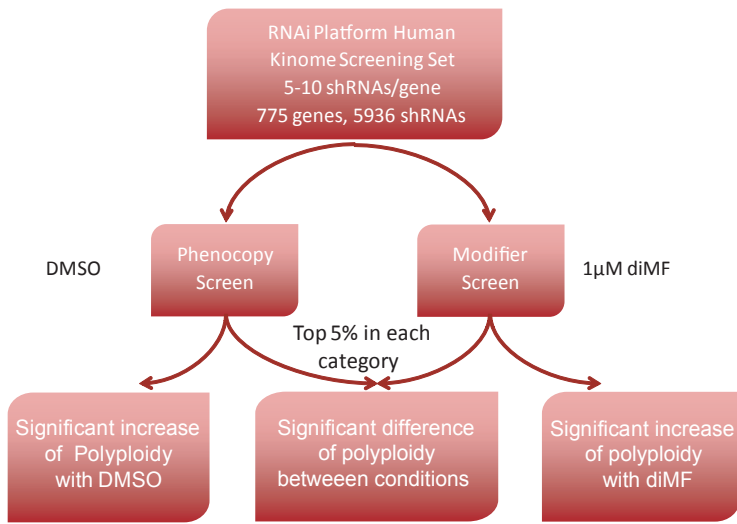 RNAi Platform Human
Kinome Screening Set
5-10 shRNAs/gene
775 genes, 5936 shRNAs
DMSO
Phenocopy
Screen
Modifier
Screen
1µM diMF
Top 5% in each
category
Significant increase
of Polyploidy
with DMSO
Significant difference
of polyploidy
betweeen conditions
Significant increase
of polyploidy
with diMF